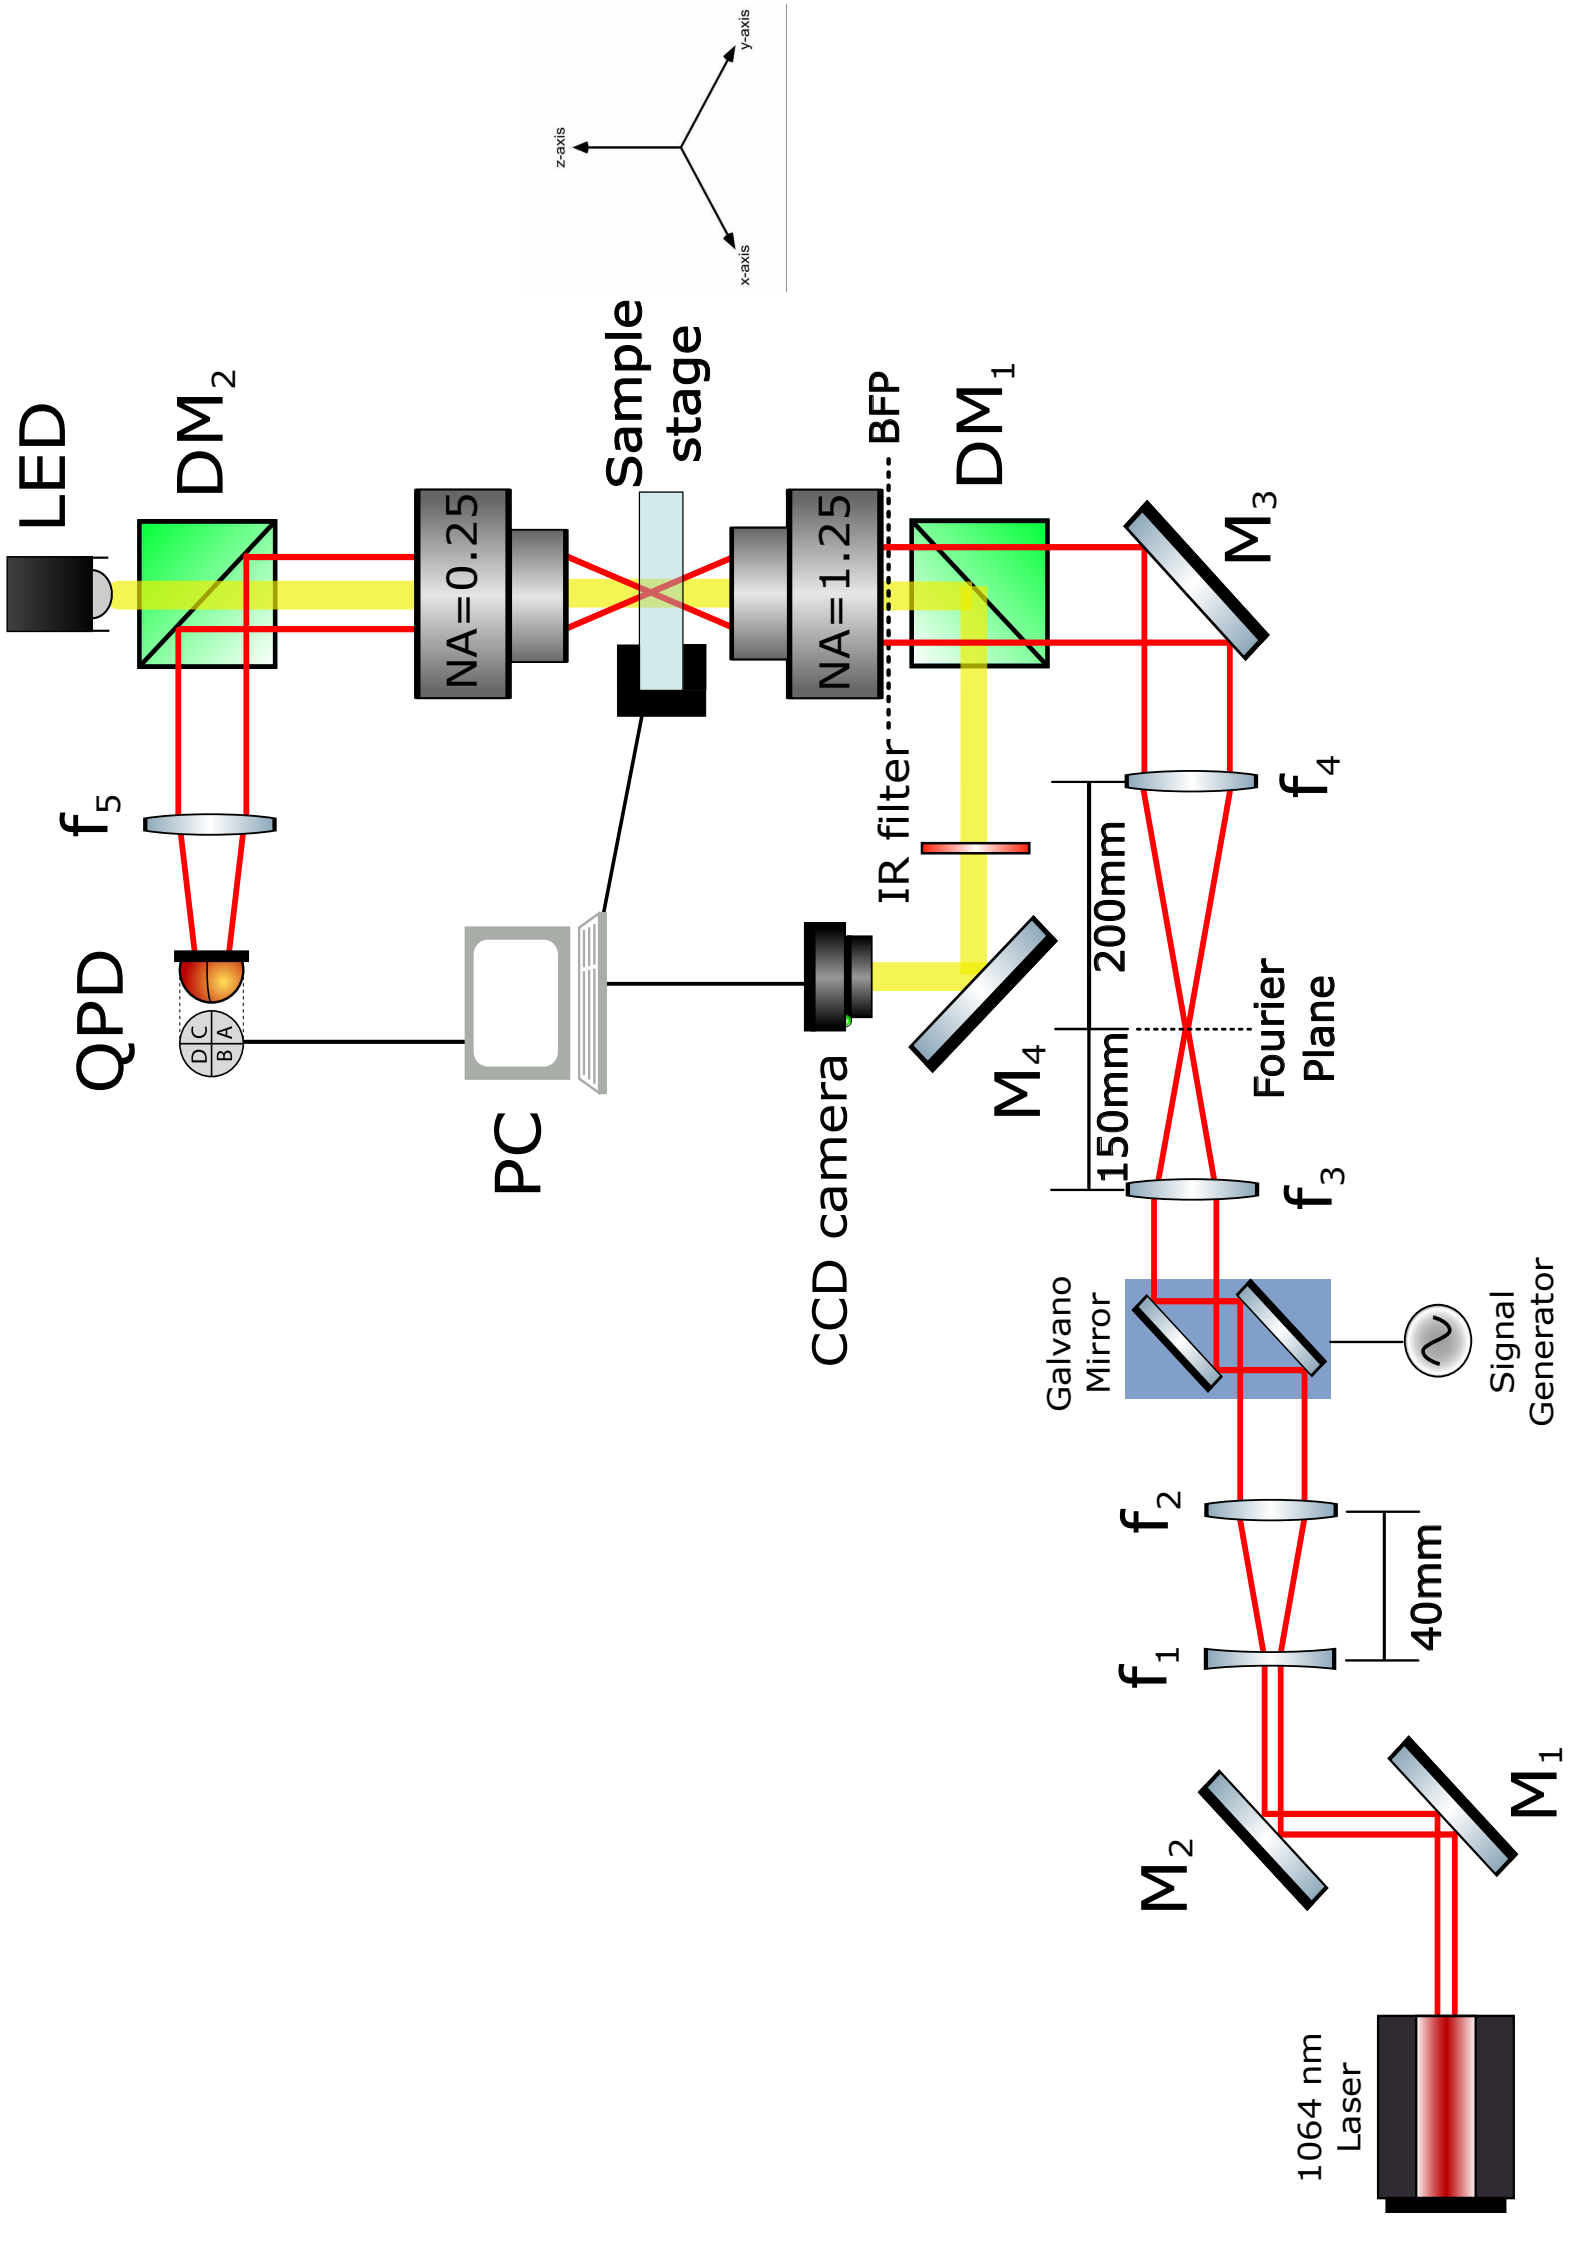 z-axis
y-axis
x-axis
LED
DM2
NA=0.25
Sample
stage
NA=1.25
BFP
DM1
M3
f5
QPD
D C
B A
PC
IR filter
CCD camera
M4
200mm
150mm
f4
Fourier
Plane
f3
Galvano
Mirror
Signal
Generator
f2
40mm
f1
M2
M1
1064 nm
Laser